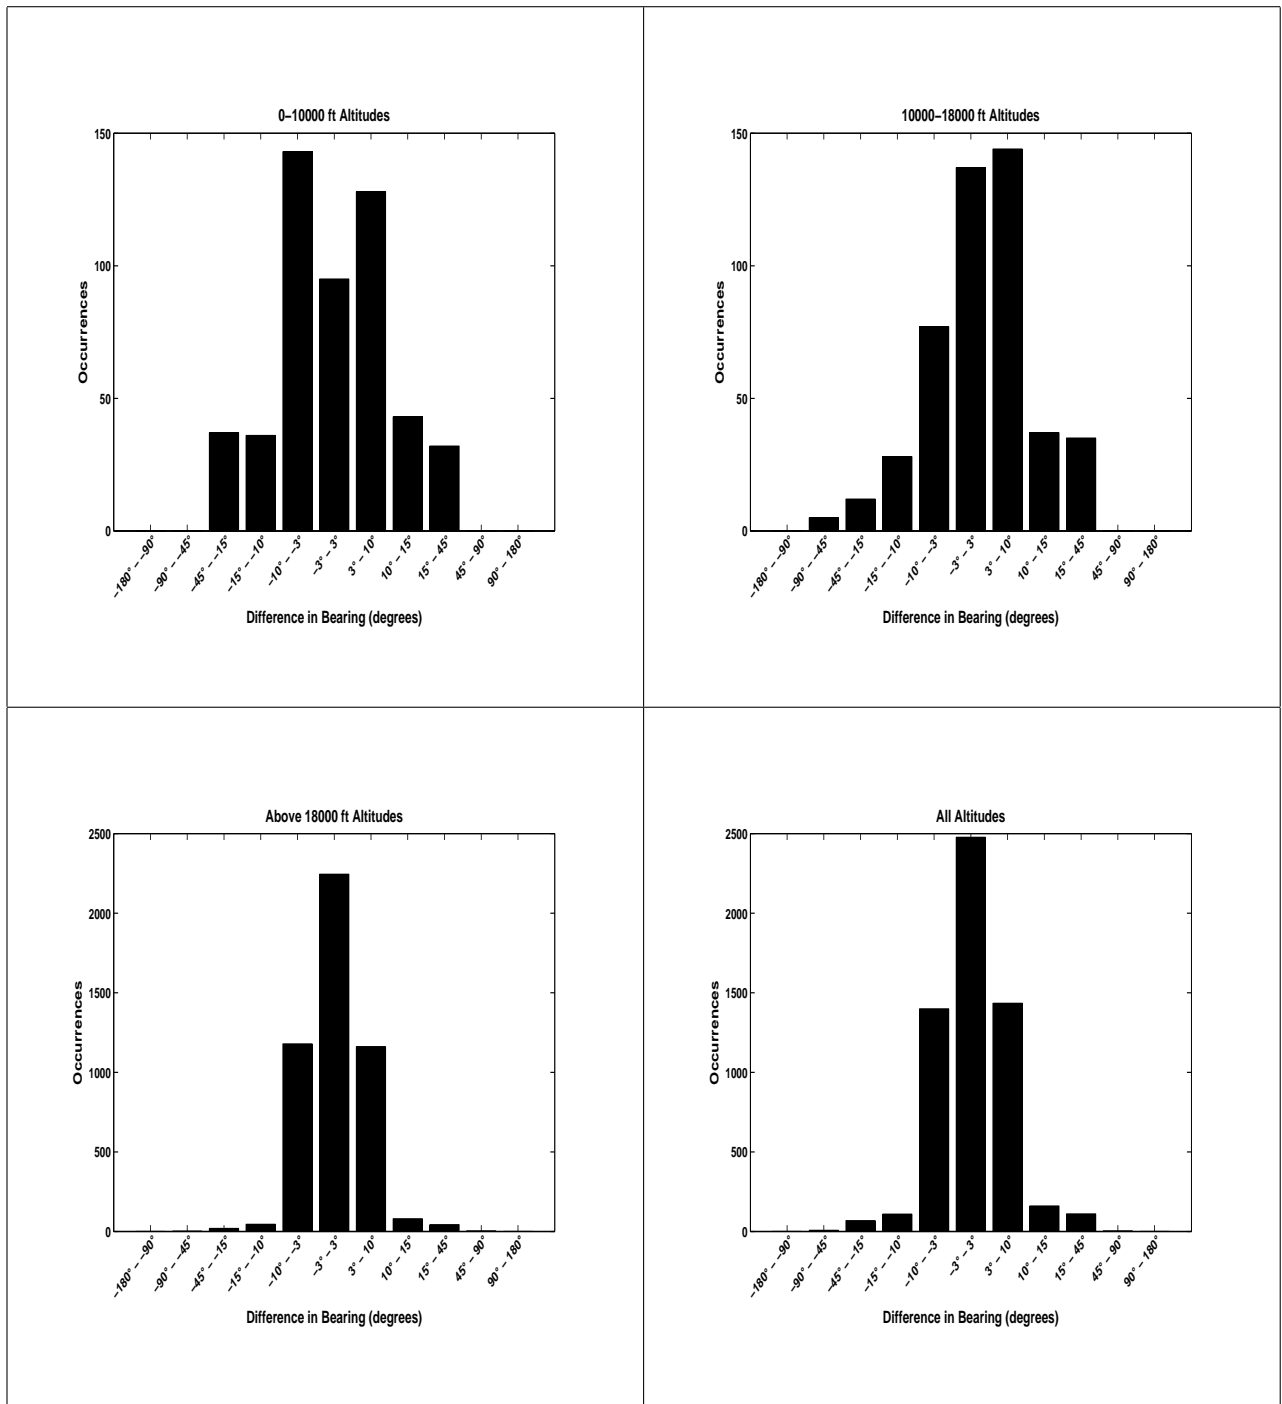 0–10000 ft Altitudes
150
100
50
0
Occurrences
–180° – –90°
–90° – –45°
–45° – –15°
–15° – –10°
–10° – –3°
–3° – 3°
3° – 10°
10° – 15°
15° – 45°
45° – 90°
90° – 180°
Difference in Bearing (degrees)
10000–18000 ft Altitudes
150
100
50
0
Occurrences
–180° – –90°
–90° – –45°
–45° – –15°
–15° – –10°
–10° – –3°
–3° – 3°
3° – 10°
10° – 15°
15° – 45°
45° – 90°
90° – 180°
Difference in Bearing (degrees)
Above 18000 ft Altitudes
2500
2000
1500
1000
500
0
Occurrences
–180° – –90°
–90° – –45°
–45° – –15°
–15° – –10°
–10° – –3°
–3° – 3°
3° – 10°
10° – 15°
15° – 45°
45° – 90°
90° – 180°
Difference in Bearing (degrees)
All Altitudes
2500
2000
1500
1000
500
0
Occurrences
–180° – –90°
–90° – –45°
–45° – –15°
–15° – –10°
–10° – –3°
–3° – 3°
3° – 10°
10° – 15°
15° – 45°
45° – 90°
90° – 180°
Difference in Bearing (degrees)